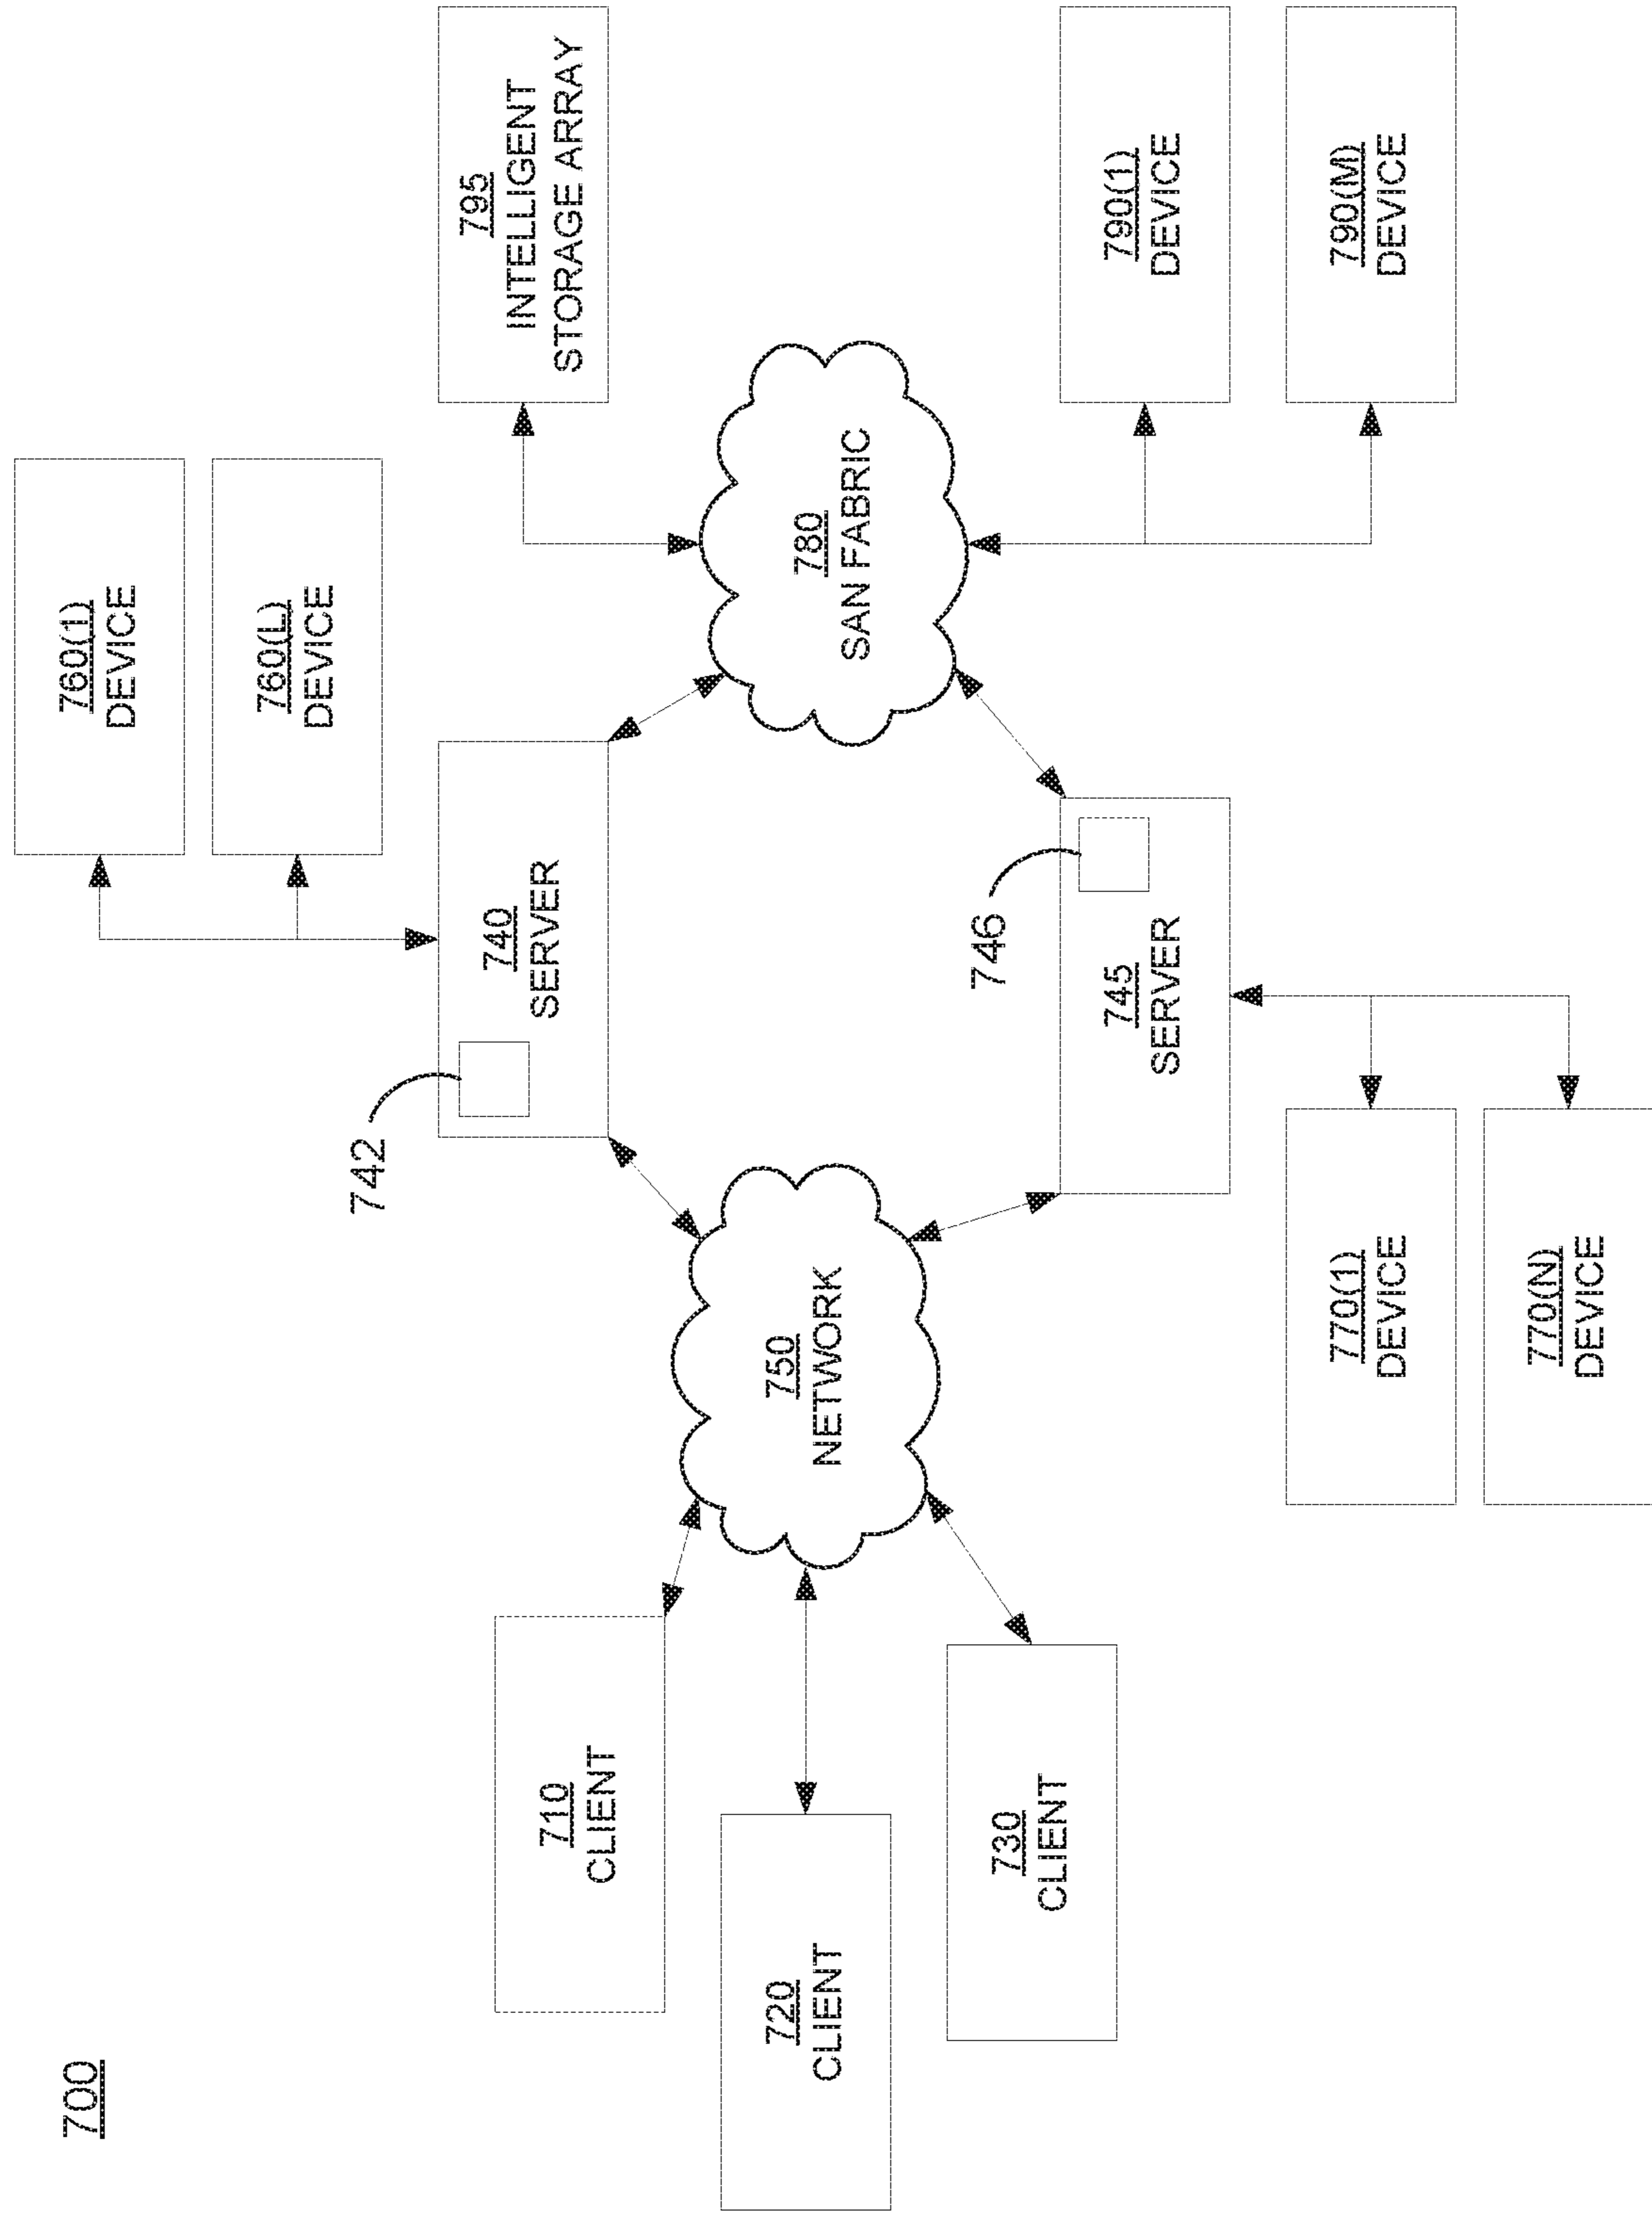 700
760(1)
DEVICE
760(L)
DEVICE
710
CLIENT
742
740
SERVER
795
INTELLIGENT
STORAGE ARRAY
720
CLIENT
750
NETWORK
780
SAN FABRIC
730
CLIENT
746
745
SERVER
790(1)
DEVICE
770(1)
DEVICE
790(M)
DEVICE
770(N)
DEVICE